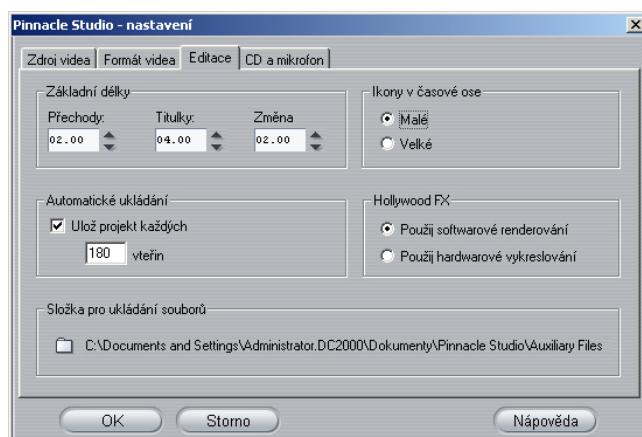 Pinnacle Studio - nastavení
Zdroj videa Formát videa Editace CD a mikrofon
Základní délky
Přechody: Titulky: Změna
02.00 04.00 02.00
Ikony v časové ose
Malé
Velké
Automatické ukládání
Ulož projekt každých
180 vteřin
Hollywood FX
Použij softwarové renderování
Použij hardwarové vykreslování
Složka pro ukládání souborů
C:\Documents and Settings\Administrator.DC2000\Dokumenty\Pinnacle Studio\Auxiliary Files
OK Storno Nápověda